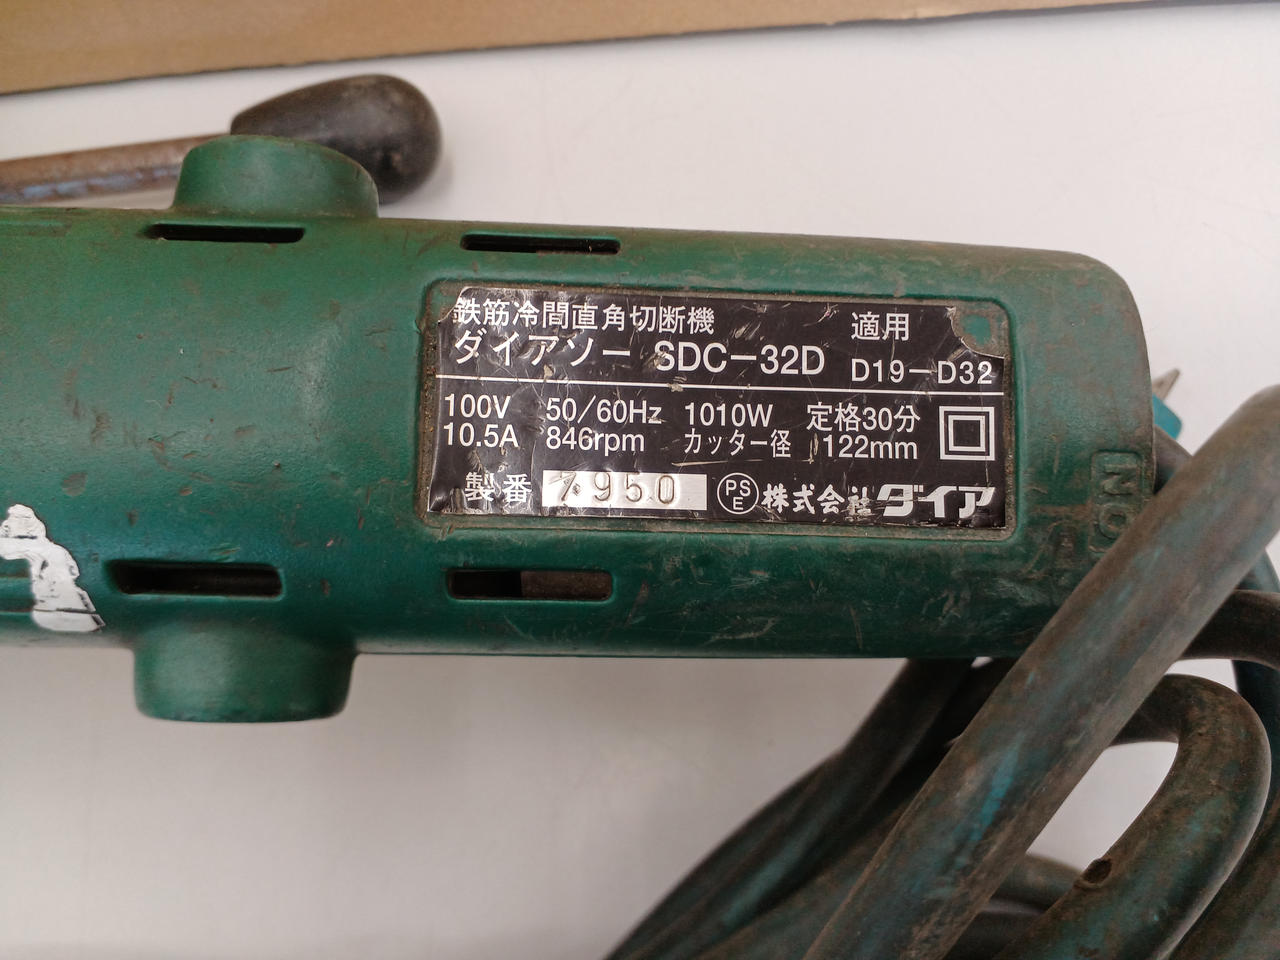 鉄筋冷間直角切断機 適用
ダイアソー SDC-32D D19-D32
100V 50/60Hz 1010W 定格30分
10.5A 846rpm カッター径 122mm
製番 7950 PSE 株式会社ダイア
NO